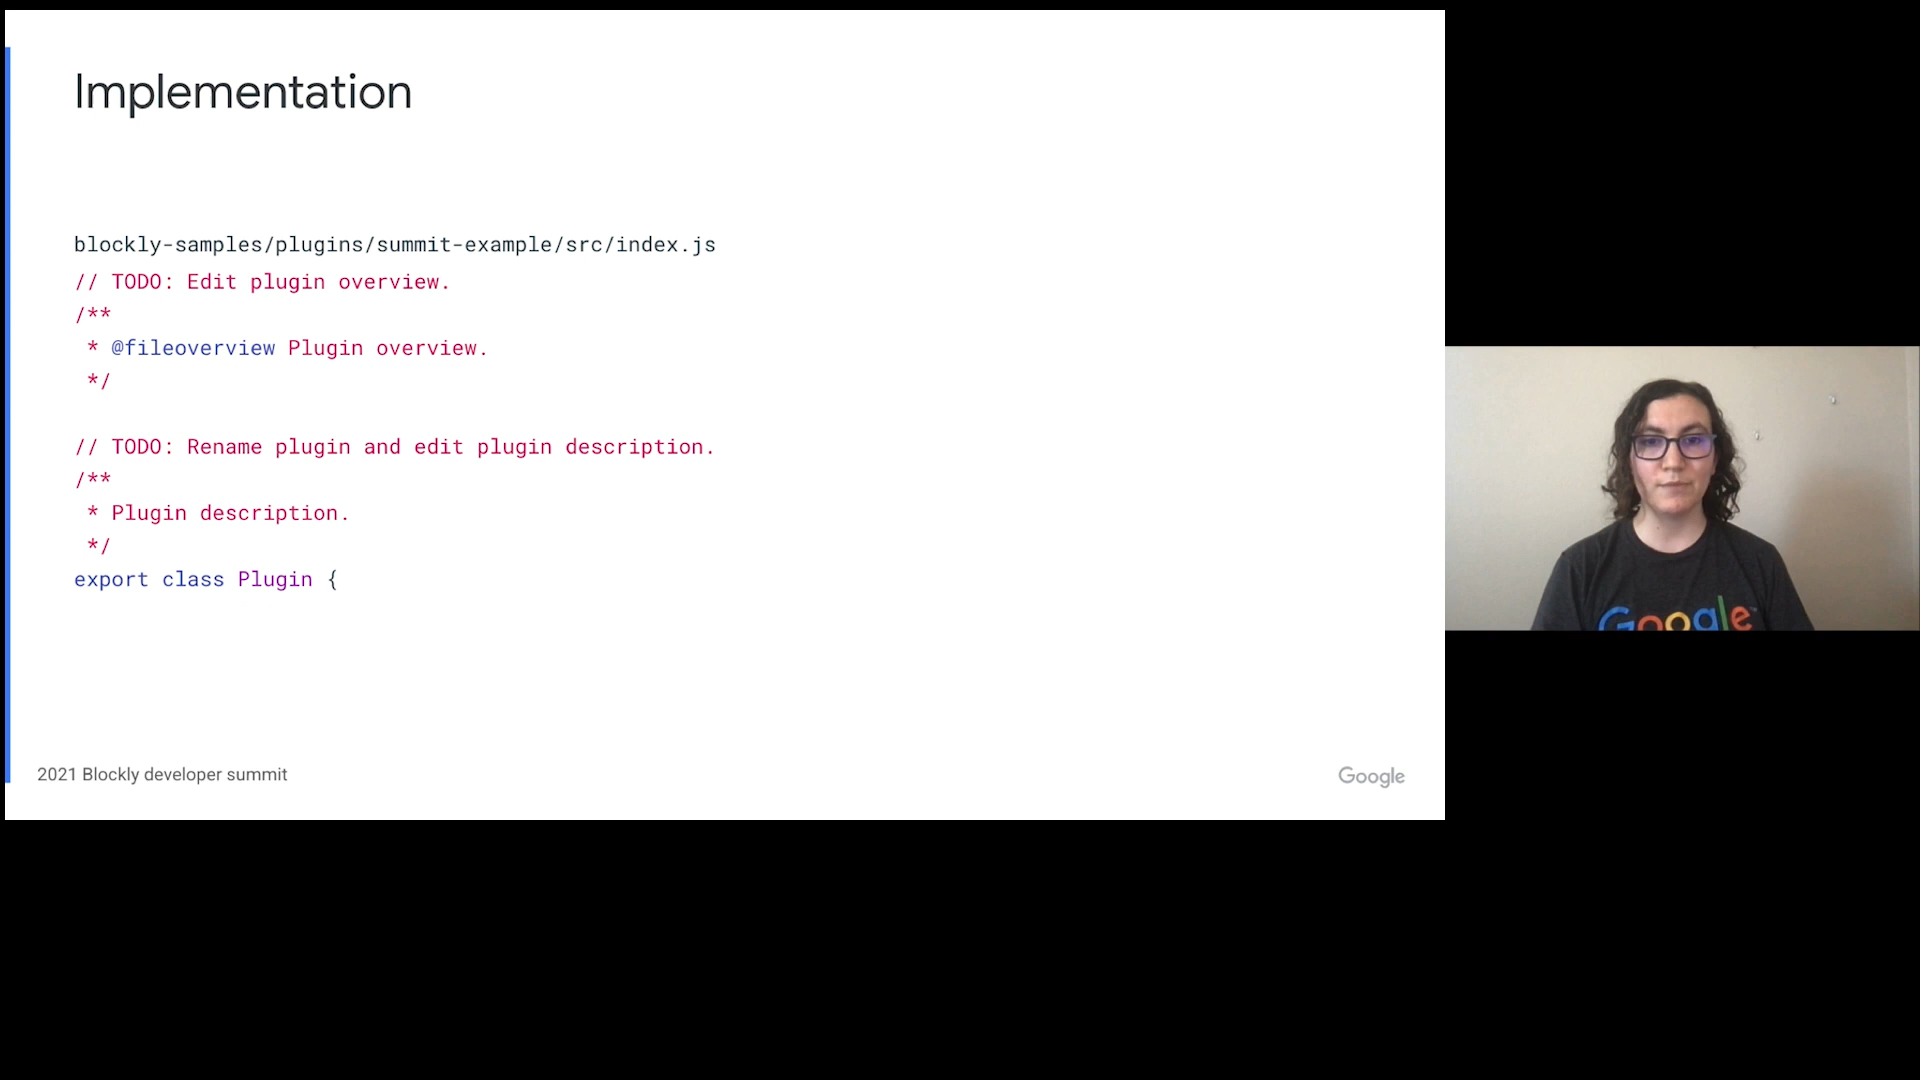 Implementation
blockly-samples/plugins/summit-example/src/index.js
// TODO: Edit plugin overview.
/**
 * @fileoverview Plugin overview.
 */
// TODO: Rename plugin and edit plugin description.
/**
 * Plugin description.
 */
export class Plugin {
Google
2021 Blockly developer summit
Google